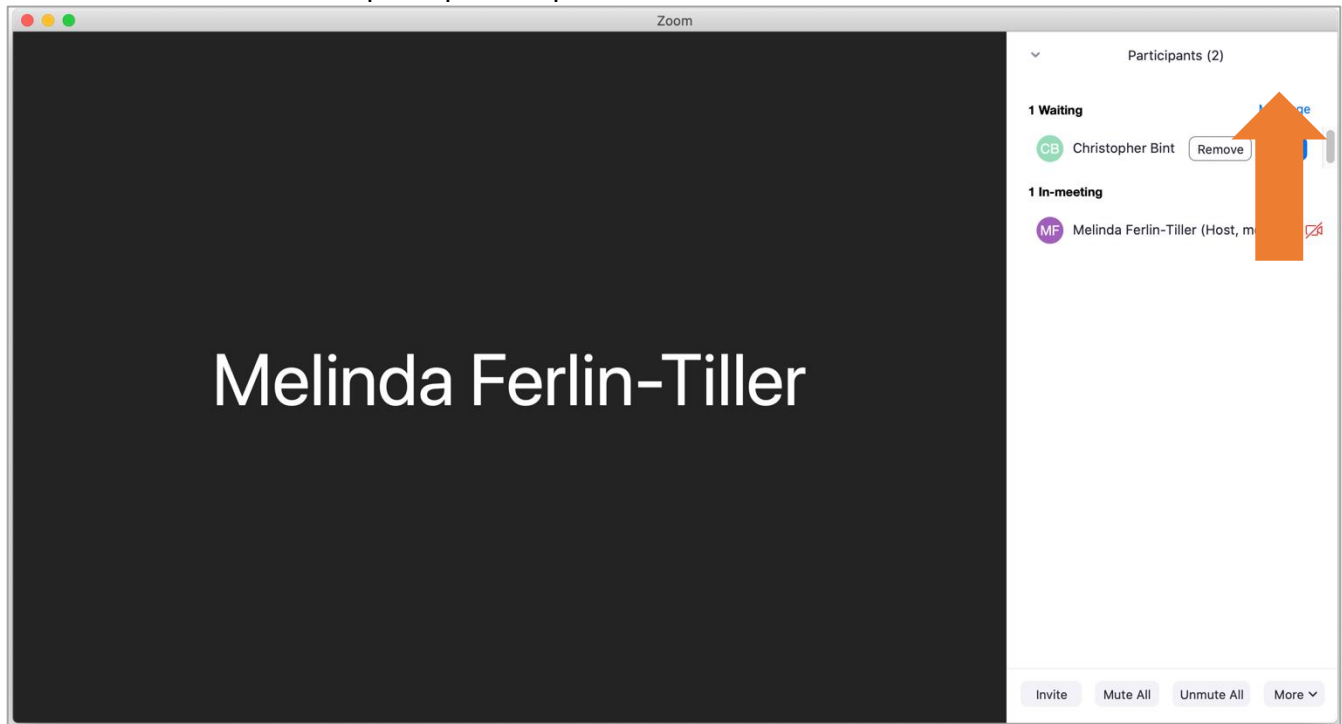 Zoom
Participants (2)
1 Waiting
CB Christopher Bint Remove
1 In-meeting
MF Melinda Ferlin-Tiller (Host,
Melinda Ferlin-Tiller
Invite Mute All Unmute All More